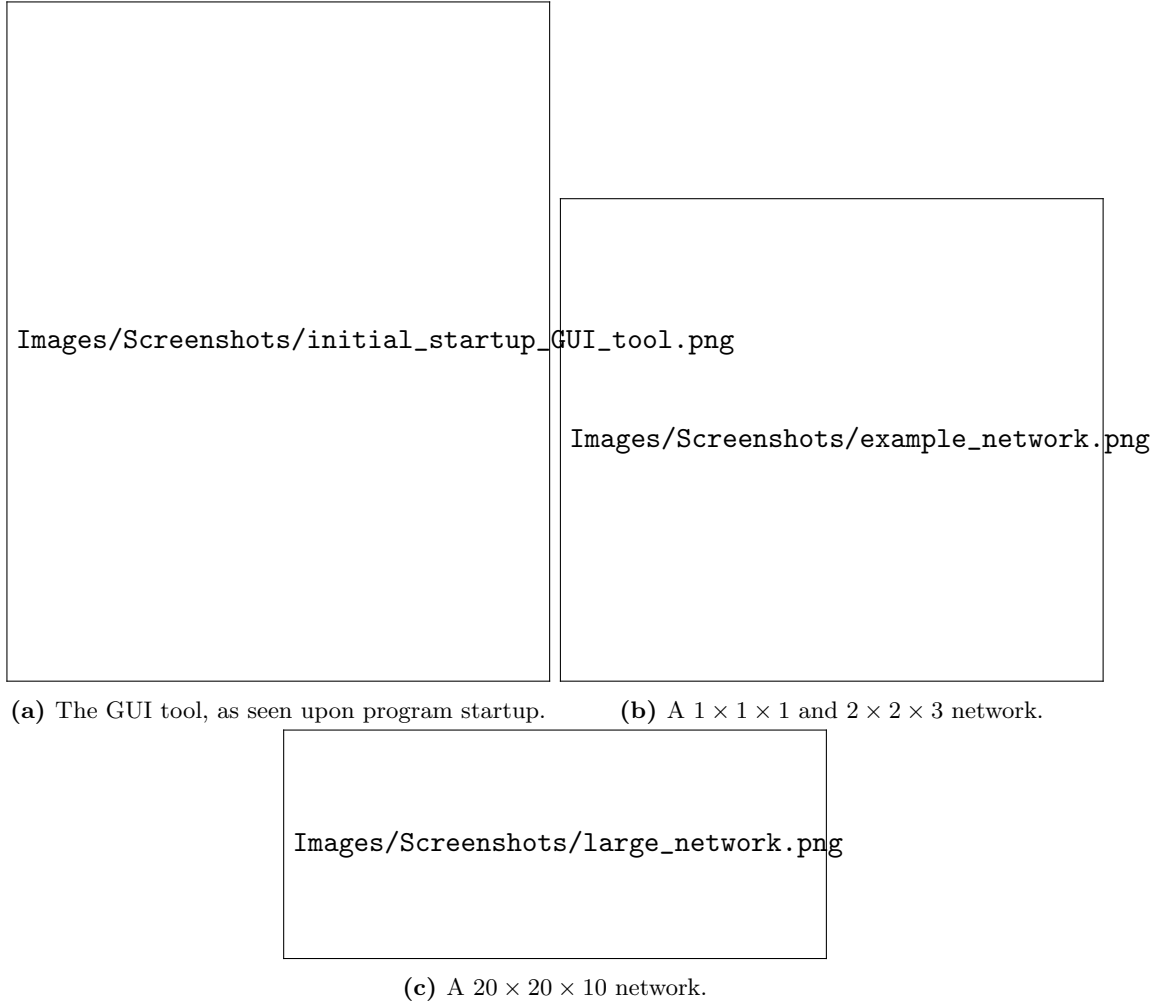 Images/Screenshots/initial_startup_GUI_tool.png
Images/Screenshots/example_network.png
(a) The GUI tool, as seen upon program startup.
(b) A 1 × 1 × 1 and 2 × 2 × 3 network.
Images/Screenshots/large_network.png
(c) A 20 × 20 × 10 network.